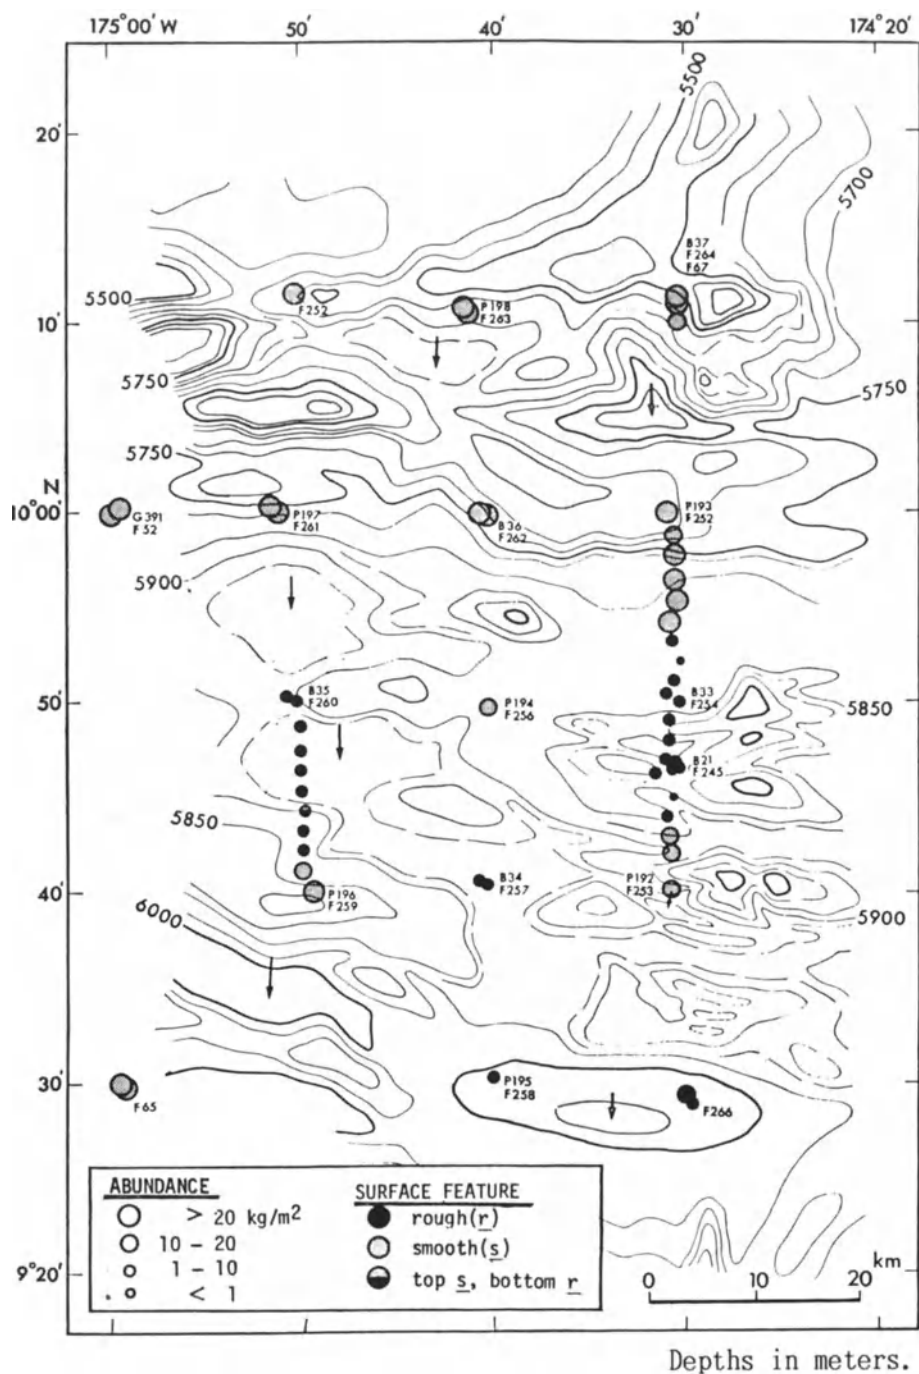 175°00' W 50' 40' 30' 174°20'
5500
20'
5700
B37
F264
F67
5500
F252
P198
F263
10'
5750
5750
5750
N
10°00'
G391
F52
P197
F261
B36
F262
P193
F252
5900
B35
F260
50'
P194
F256
B33
F254
5850
B21
F245
5850
B34
F257
P192
F253
40'
P196
F259
6000
5900
30'
F65
P195
F258
F266
ABUNDANCE
> 20 kg/m2
10 - 20
1 - 10
< 1
SURFACE FEATURE
rough(r)
smooth(s)
top s, bottom r
9°20'
km
0 10 20
Depths in meters.